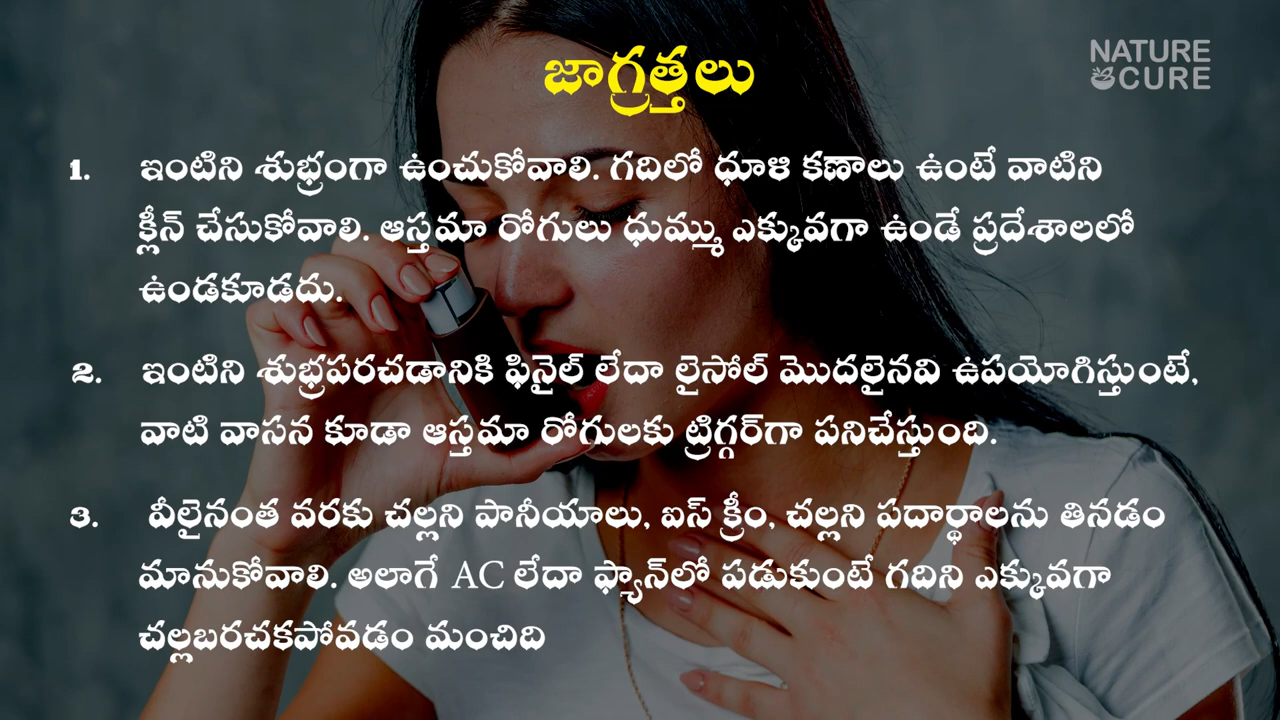 జాగ్రత్తలు
NATURE
CURE
1. ఇంటిని శుభ్రంగా ఉంచుకోవాలి. గదిలో ధూళి కణాలు ఉంటే వాటిని
క్లీన్ చేసుకోవాలి. ఆస్తమా రోగులు ధుమ్ము ఎక్కువగా ఉండే ప్రదేశాలలో
ఉండకూడదు.
2. ఇంటిని శుభ్రపరచడానికి ఫినైల్ లేదా లైసోల్ మొదలైనవి ఉపయోగిస్తుంటే,
వాటి వాసన కూడా ఆస్తమా రోగులకు ట్రిగ్గర్‌గా పనిచేస్తుంది.
3. వీలైనంత వరకు చల్లని పానీయాలు, ఐస్ క్రీం, చల్లని పదార్థాలను తినడం
మానుకోవాలి. అలాగే AC లేదా ఫ్యాన్‌లో పడుకుంటే గదిని ఎక్కువగా
చల్లబరచకపోవడం మంచిది